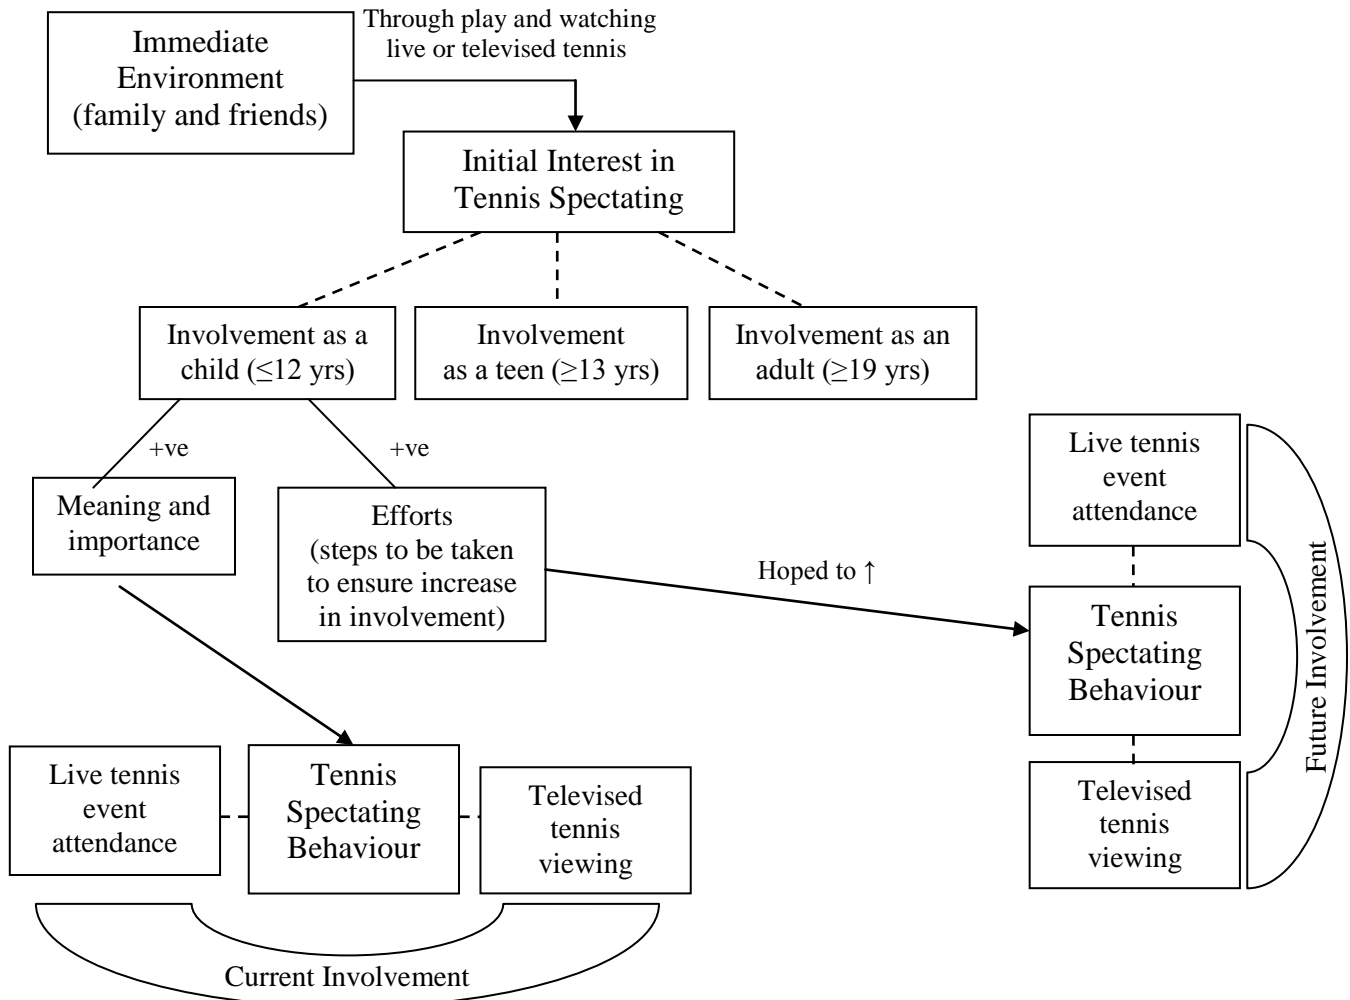 Immediate
Environment
(family and friends)
Through play and watching
live or televised tennis
Initial Interest in
Tennis Spectating
Involvement as a
child (≤12 yrs)
Involvement
as a teen (≥13 yrs)
Involvement as an
adult (≥19 yrs)
+ve
+ve
Meaning and
importance
Efforts
(steps to be taken
to ensure increase
in involvement)
Hoped to ↑
Live tennis
event
attendance
Tennis
Spectating
Behaviour
Televised
tennis
viewing
Future Involvement
Live tennis
event
attendance
Tennis
Spectating
Behaviour
Televised
tennis
viewing
Current Involvement